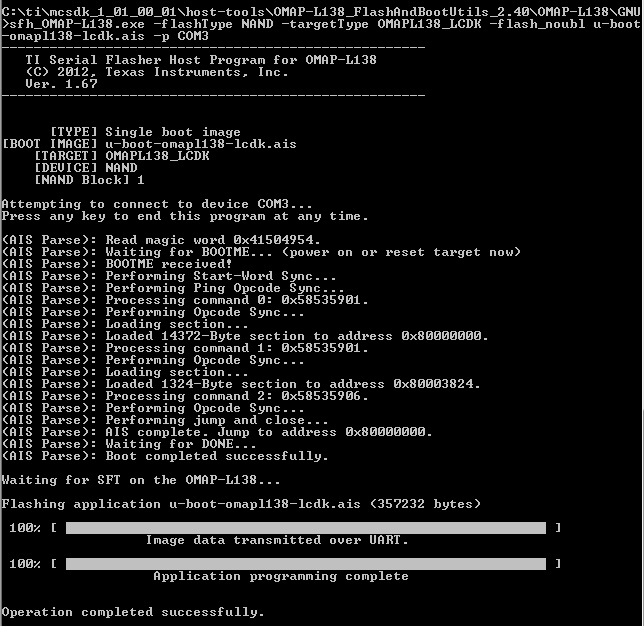 C:\ti\mcsdk_1_01_00_01\host-tools\OMAP-L138_FlashAndBootUtils_2.40\OMAP-L138\GNU
>sfh_OMAP-L138.exe -flashType NAND -targetType OMAPL138_LCDK -flash_noubl u-boot
-omapl138-lcdk.ais -p COM3
-----------------------------------------------------
TI Serial Flasher Host Program for OMAP-L138
(C) 2012, Texas Instruments, Inc.
Ver. 1.67
-----------------------------------------------------
[TYPE] Single boot image
[BOOT IMAGE] u-boot-omapl138-lcdk.ais
[TARGET] OMAPL138_LCDK
[DEVICE] NAND
[NAND Block] 1
Attempting to connect to device COM3...
Press any key to end this program at any time.
(AIS Parse): Read magic word 0x41504954.
(AIS Parse): Waiting for BOOTME... (power on or reset target now)
(AIS Parse): BOOTME received!
(AIS Parse): Performing Start-Word Sync...
(AIS Parse): Performing Ping Opcode Sync...
(AIS Parse): Processing command 0: 0x58535901.
(AIS Parse): Performing Opcode Sync...
(AIS Parse): Loading section...
(AIS Parse): Loaded 14372-Byte section to address 0x80000000.
(AIS Parse): Processing command 1: 0x58535901.
(AIS Parse): Performing Opcode Sync...
(AIS Parse): Loading section...
(AIS Parse): Loaded 1324-Byte section to address 0x80003824.
(AIS Parse): Processing command 2: 0x58535906.
(AIS Parse): Performing Opcode Sync...
(AIS Parse): Performing jump and close...
(AIS Parse): AIS complete. Jump to address 0x80000000.
(AIS Parse): Waiting for DONE...
(AIS Parse): Boot completed successfully.
Waiting for SFT on the OMAP-L138...
Flashing application u-boot-omapl138-lcdk.ais (357232 bytes)
100% [ ]
Image data transmitted over UART.
100% [ ]
Application programming complete
Operation completed successfully.